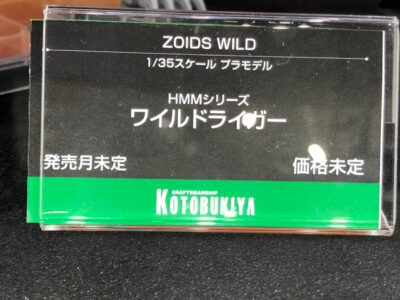 ZOIDS WILD
1/35スケール プラモデル
HMMシリーズ
ワイルドライガー
発売月未定 価格未定
CRAFTSMANSHIP
KOTOBUKIYA